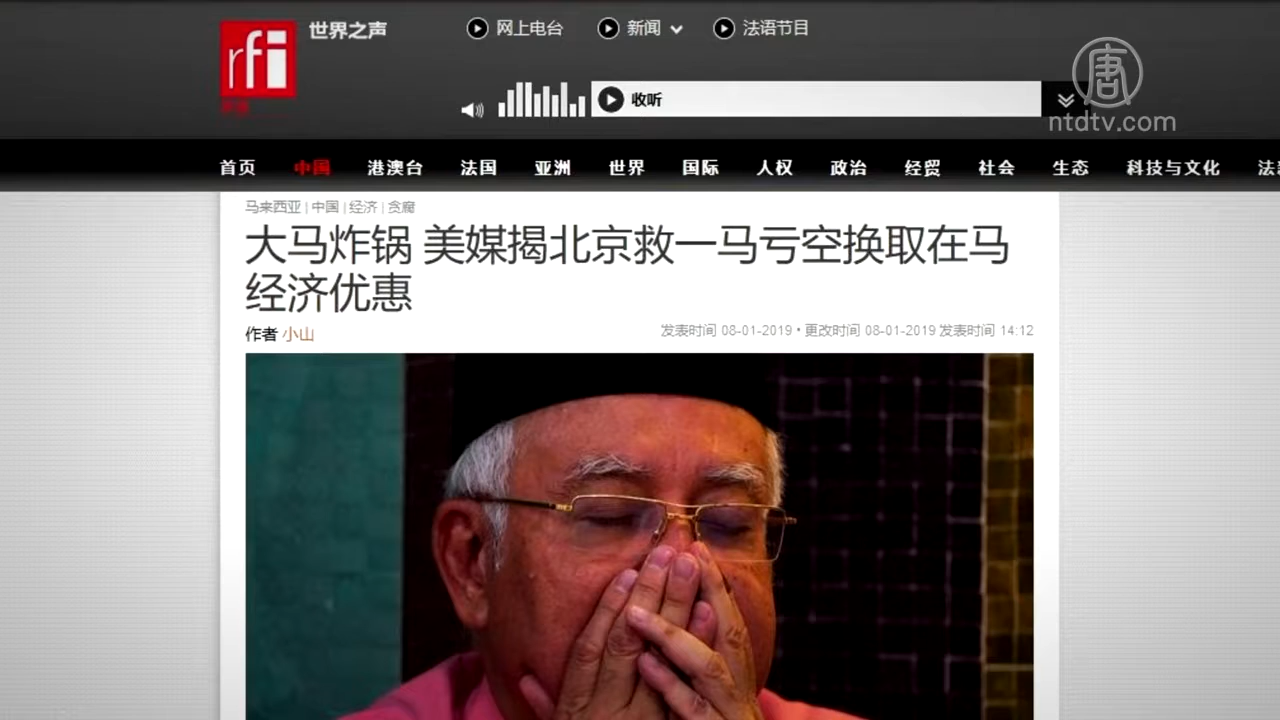 rfi
世界之声
网上电台
新闻
法语节目
收听
唐
ntdtv.com
首页 中国 港澳台 法国 亚洲 世界 国际 人权 政治 经贸 社会 生态 科技与文化
马来西亚 | 中国 | 经济 | 贪腐
大马炸锅 美媒揭北京救一马亏空换取在马
经济优惠
作者 小山
发表时间 08-01-2019 • 更改时间 08-01-2019 发表时间 14:12